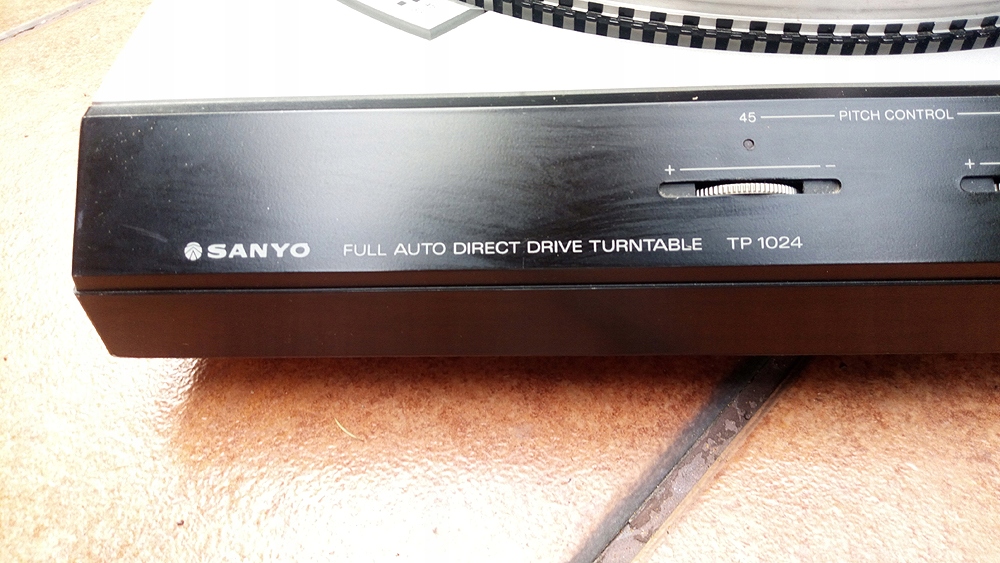 45 PITCH CONTROL
+ -
+
SANYO FULL AUTO DIRECT DRIVE TURNTABLE TP 1024